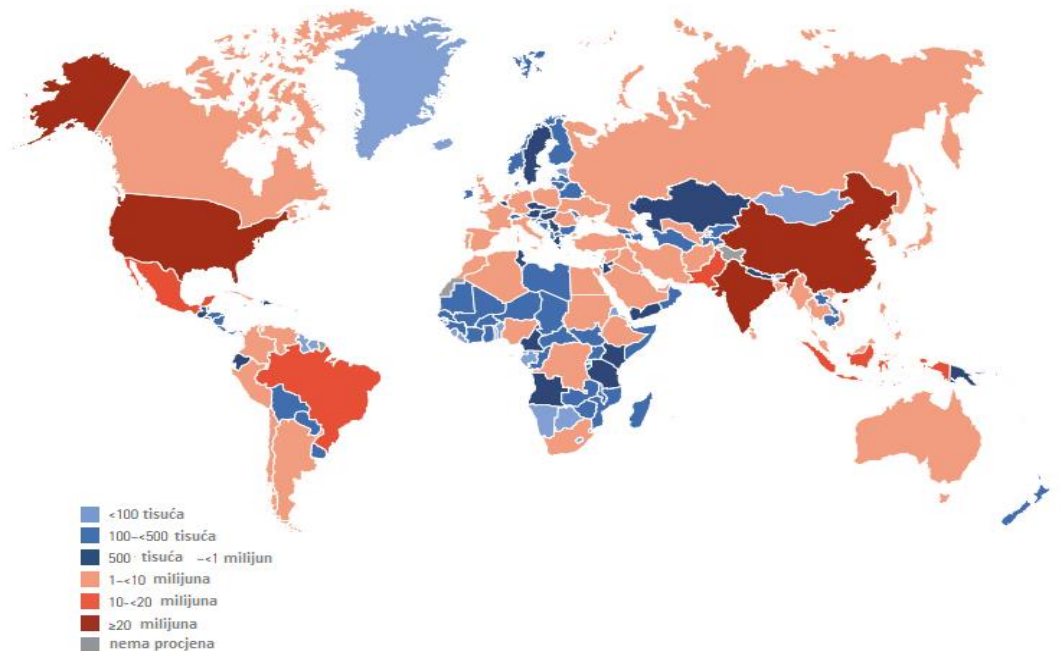 <100 tisuća
100-<500 tisuća
500 tisuća -<1 milijun
1-<10 milijuna
10-<20 milijuna
≥20 milijuna
nema procjena